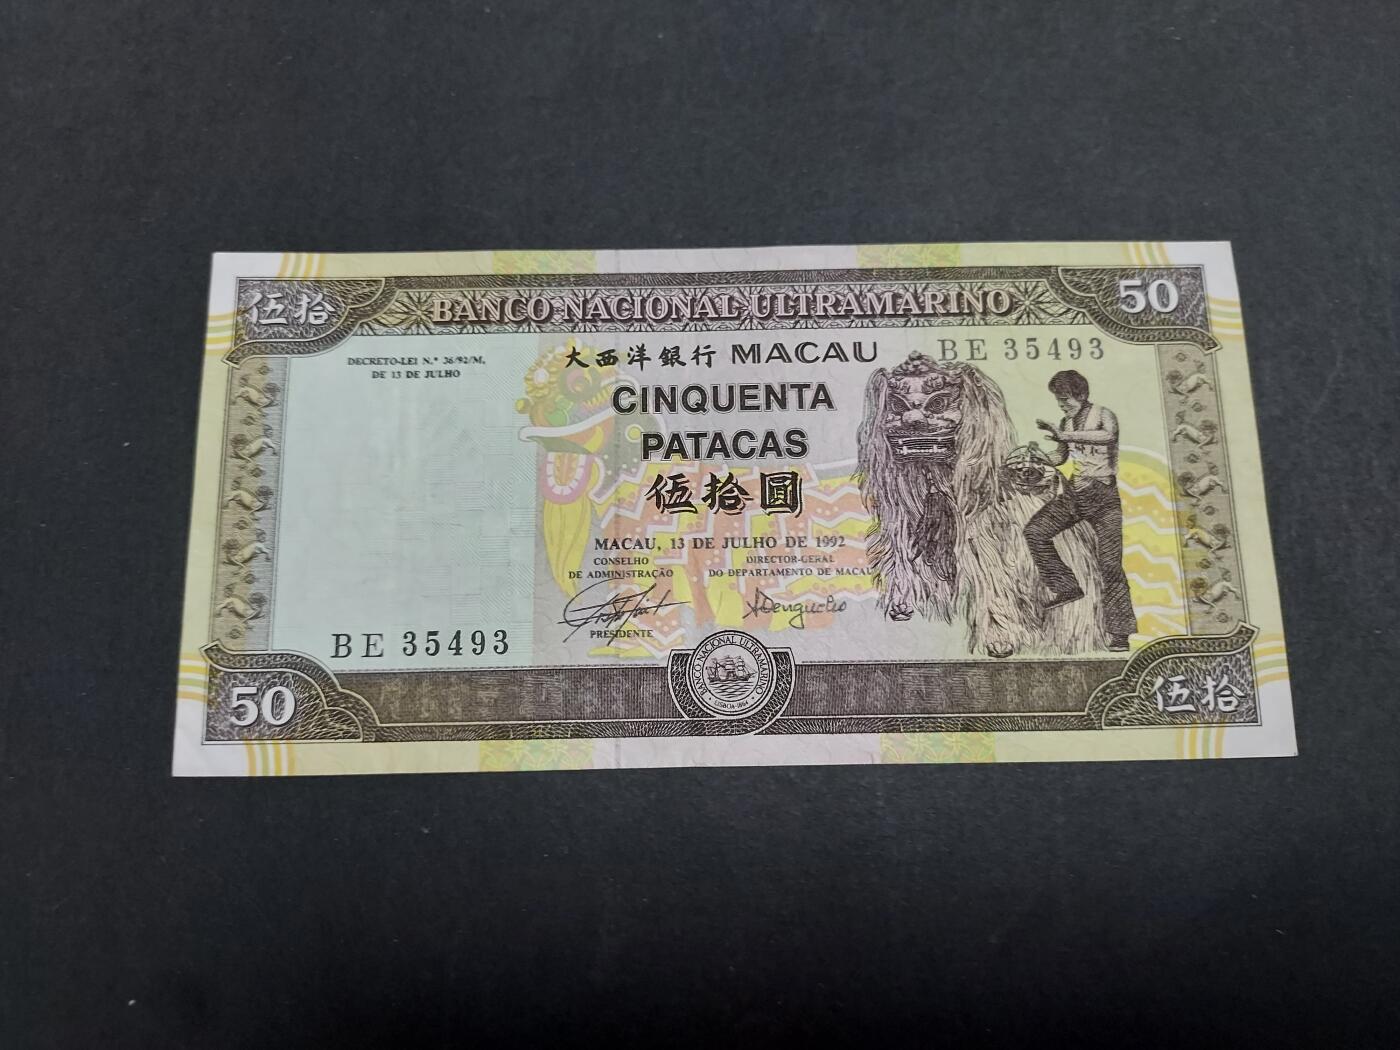 伍拾
BANCO NACIONAL ULTRAMARINO
50
DECRETO-LEI N.º 36/92/M,
DE 13 DE JULHO
大西洋銀行 MACAU
BE 35493
CINQUENTA
PATACAS
伍拾圓
MACAU, 13 DE JULHO DE 1992
CONSELHO
DE ADMINISTRAÇÃO
DIRECTOR-GERAL
DO DEPARTAMENTO DE MACAU
PRESIDENTE
BE 35493
BANCO NACIONAL ULTRAMARINO
LISBOA-1864
50
伍拾